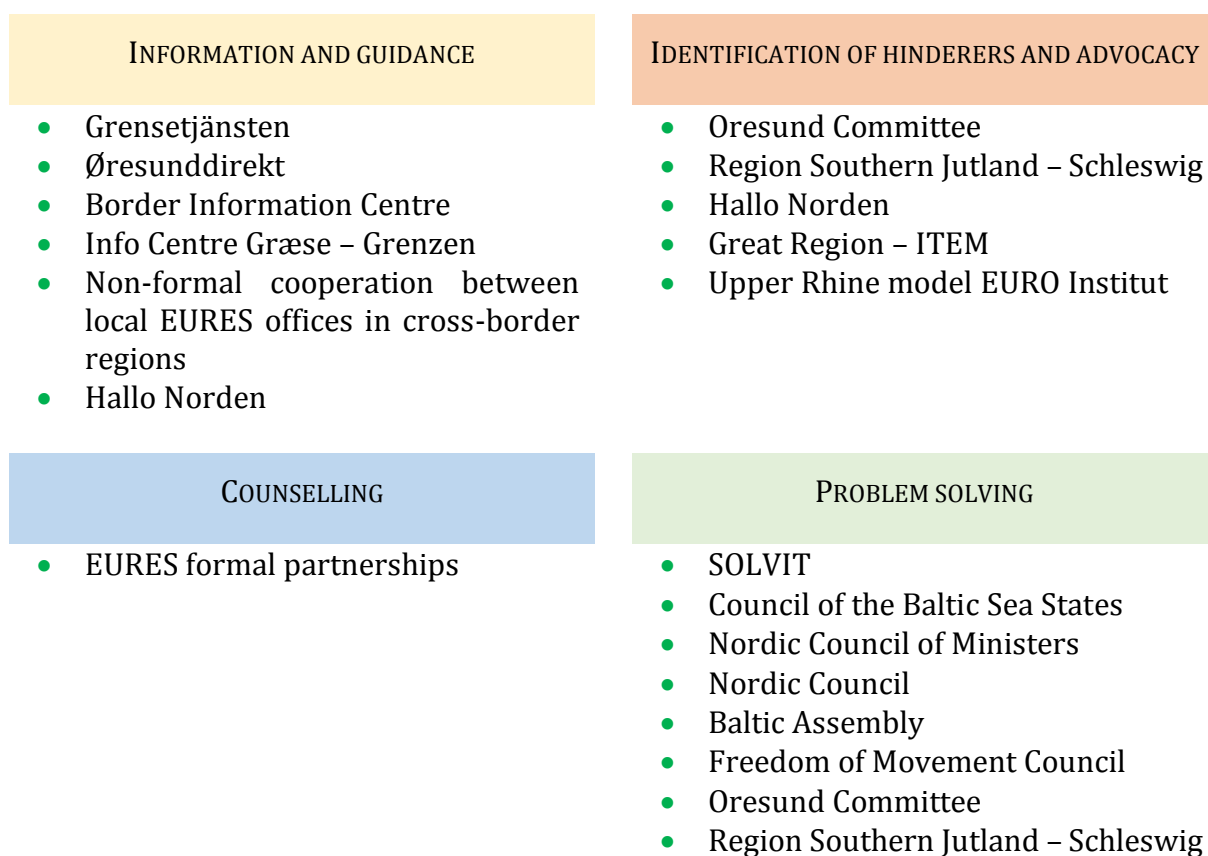 INFORMATION AND GUIDANCE
Grensetjänsten
Øresunddirekt
Border Information Centre
Info Centre Græse – Grenzen
Non-formal cooperation between
local EURES offices in cross-border
regions
Hallo Norden
IDENTIFICATION OF HINDERERS AND ADVOCACY
Oresund Committee
Region Southern Jutland – Schleswig
Hallo Norden
Great Region – ITEM
Upper Rhine model EURO Institut
COUNSELLING
EURES formal partnerships
PROBLEM SOLVING
SOLVIT
Council of the Baltic Sea States
Nordic Council of Ministers
Nordic Council
Baltic Assembly
Freedom of Movement Council
Oresund Committee
Region Southern Jutland – Schleswig